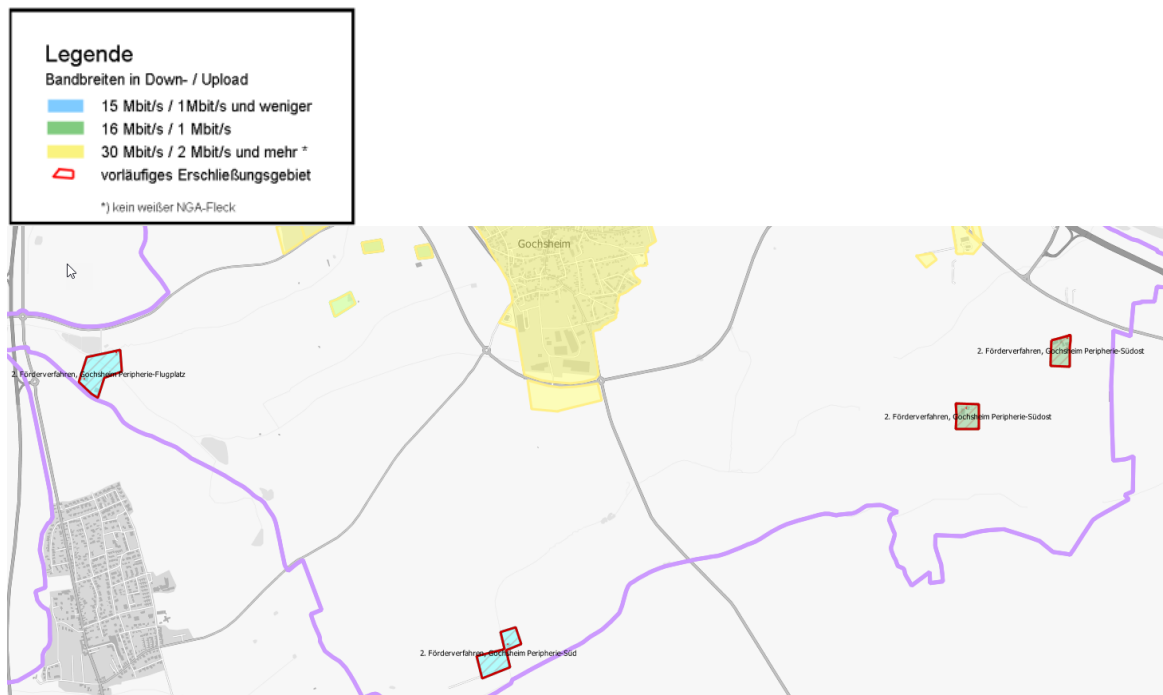 Legende
Bandbreiten in Down- / Upload
15 Mbit/s / 1Mbit/s und weniger
16 Mbit/s / 1 Mbit/s
30 Mbit/s / 2 Mbit/s und mehr *
vorläufiges Erschließungsgebiet
*) kein weißer NGA-Fleck
Gochsheim
2. Förderverfahren, Gochsheim Peripherie-Südost
2. Förderverfahren, Gochsheim Peripherie-Flugplatz
2. Förderverfahren, Gochsheim Peripherie-Südost
2. Förderverfahren, Gochsheim Peripherie-Süd